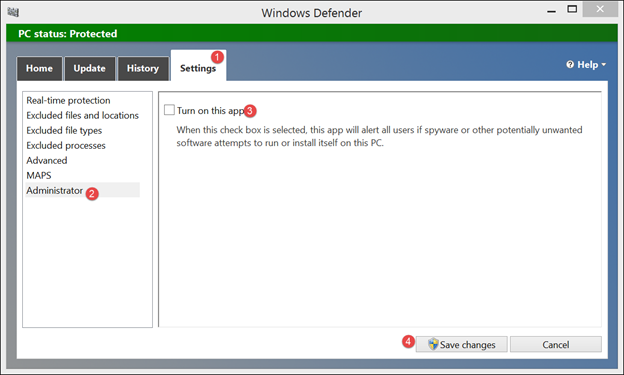 Windows Defender
PC status: Protected
Home
Update
History
Settings
1
? Help
Real-time protection
Excluded files and locations
Excluded file types
Excluded processes
Advanced
MAPS
Administrator
2
Turn on this app
3
When this check box is selected, this app will alert all users if spyware or other potentially unwanted
software attempts to run or install itself on this PC.
4
Save changes
Cancel